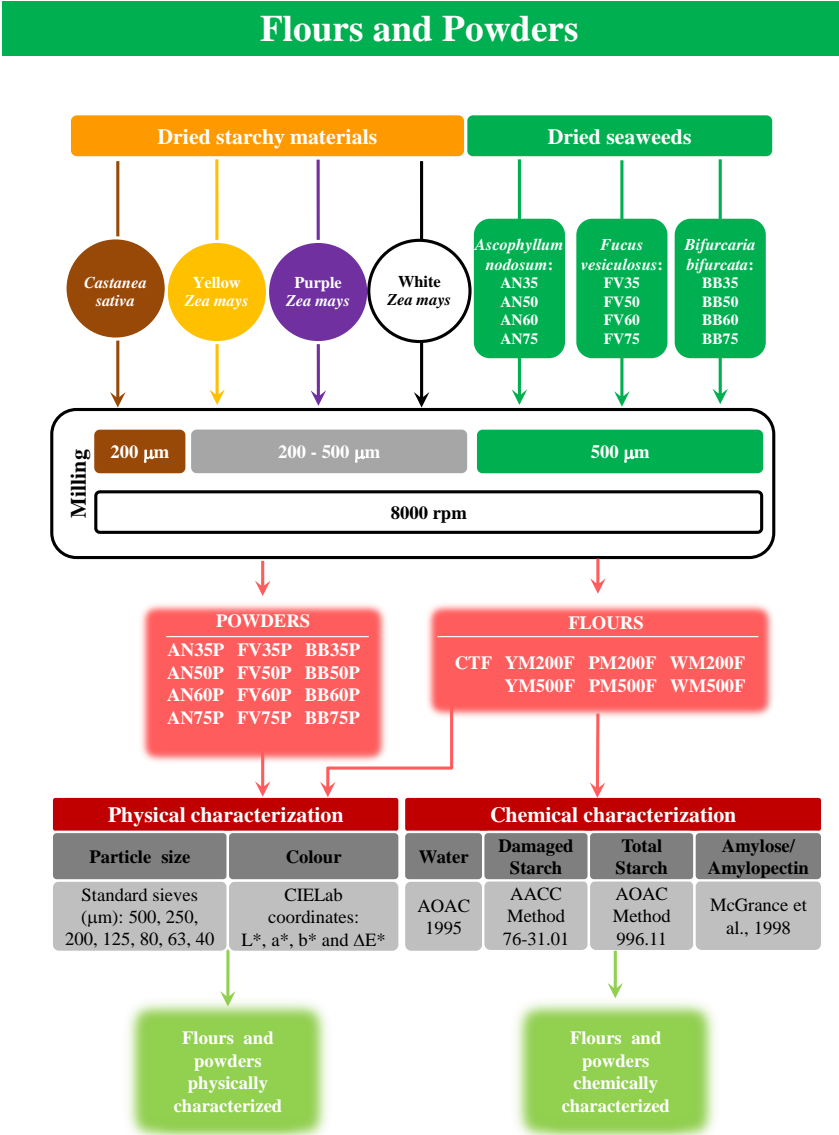 Flours and Powders
Dried starchy materials
Dried seaweeds
Castanea
sativa
Yellow
Zea mays
Purple
Zea mays
White
Zea mays
Ascophyllum
nodosum:
AN35
AN50
AN60
AN75
Fucus
vesiculosus:
FV35
FV50
FV60
FV75
Bifurcaria
bifurcata:
BB35
BB50
BB60
BB75
Milling
200 μm
200 - 500 μm
500 μm
8000 rpm
POWDERS
AN35P FV35P BB35P
AN50P FV50P BB50P
AN60P FV60P BB60P
AN75P FV75P BB75P
FLOURS
CTF YM200F PM200F WM200F
YM500F PM500F WM500F
Physical characterization
Particle size
Colour
Standard sieves
(μm): 500, 250,
200, 125, 80, 63, 40
CIELab
coordinates:
L*, a*, b* and ΔE*
Chemical characterization
Water
Damaged
Starch
Total
Starch
Amylose/
Amylopectin
AOAC
1995
AACC
Method
76-31.01
AOAC
Method
996.11
McGrance et
al., 1998
Flours and
powders
physically
characterized
Flours and
powders
chemically
characterized